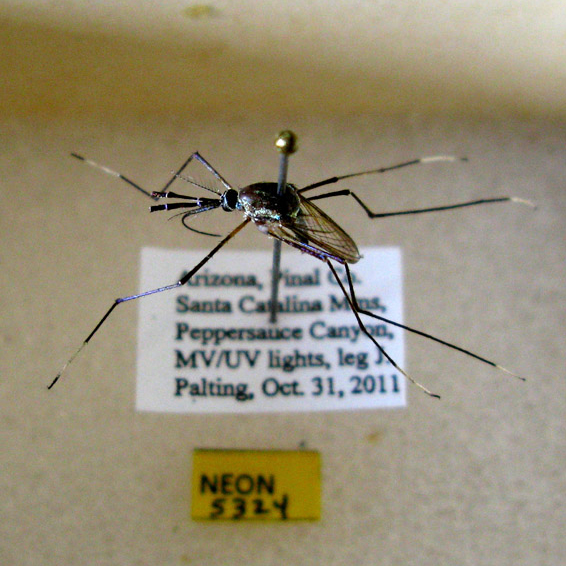 Arizona, Pinal Co.
Santa Catalina Mtns,
Peppersauce Canyon,
MV/UV lights, leg J.
Palting, Oct. 31, 2011
NEON
5324